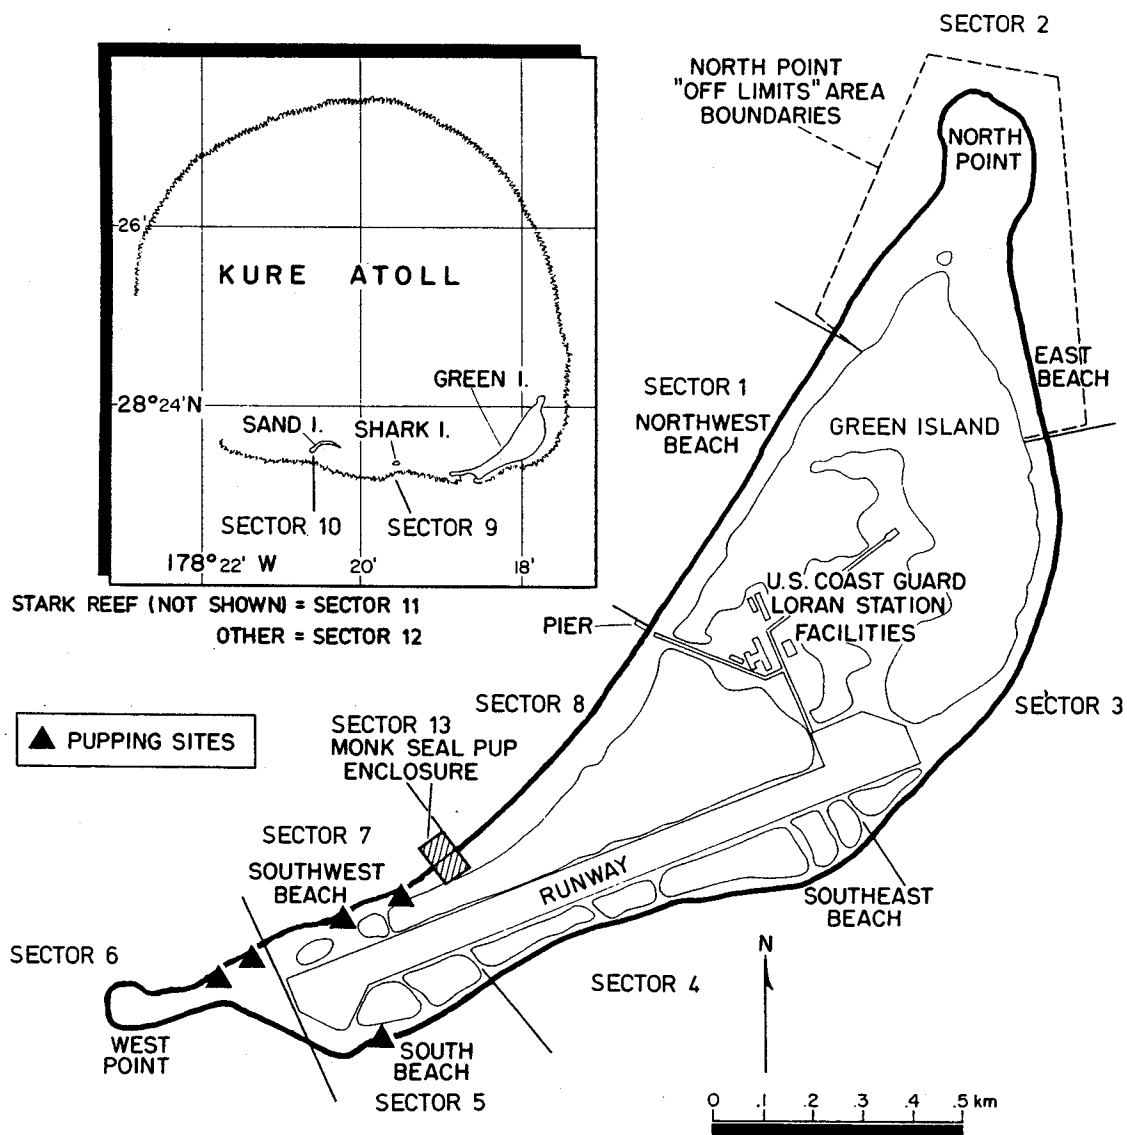 SECTOR 2
NORTH POINT
"OFF LIMITS" AREA
BOUNDARIES
NORTH
POINT
26'
KURE ATOLL
GREEN I.
28° 24' N
SAND I.
SHARK I.
SECTOR 10
SECTOR 9
178° 22' W
20'
18'
STARK REEF (NOT SHOWN) = SECTOR 11
OTHER = SECTOR 12
EAST
BEACH
SECTOR 1
NORTHWEST
BEACH
GREEN ISLAND
U.S. COAST GUARD
LORAN STATION
FACILITIES
PIER
SECTOR 8
SECTOR 3
PUPPING SITES
SECTOR 13
MONK SEAL PUP
ENCLOSURE
SECTOR 7
SOUTHWEST
BEACH
RUNWAY
SOUTHEAST
BEACH
SECTOR 6
SECTOR 4
N
WEST
POINT
SOUTH
BEACH
SECTOR 5
0 .1 .2 .3 .4 .5 km